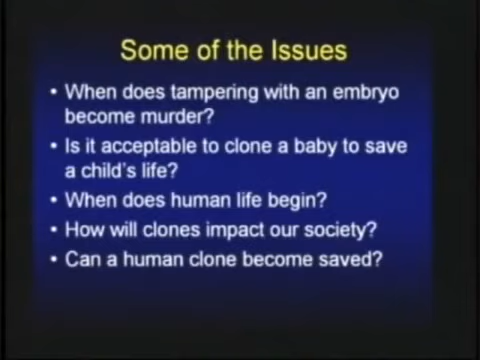 Some of the Issues
• When does tampering with an embryo
become murder?
• Is it acceptable to clone a baby to save
a child's life?
• When does human life begin?
• How will clones impact our society?
• Can a human clone become saved?